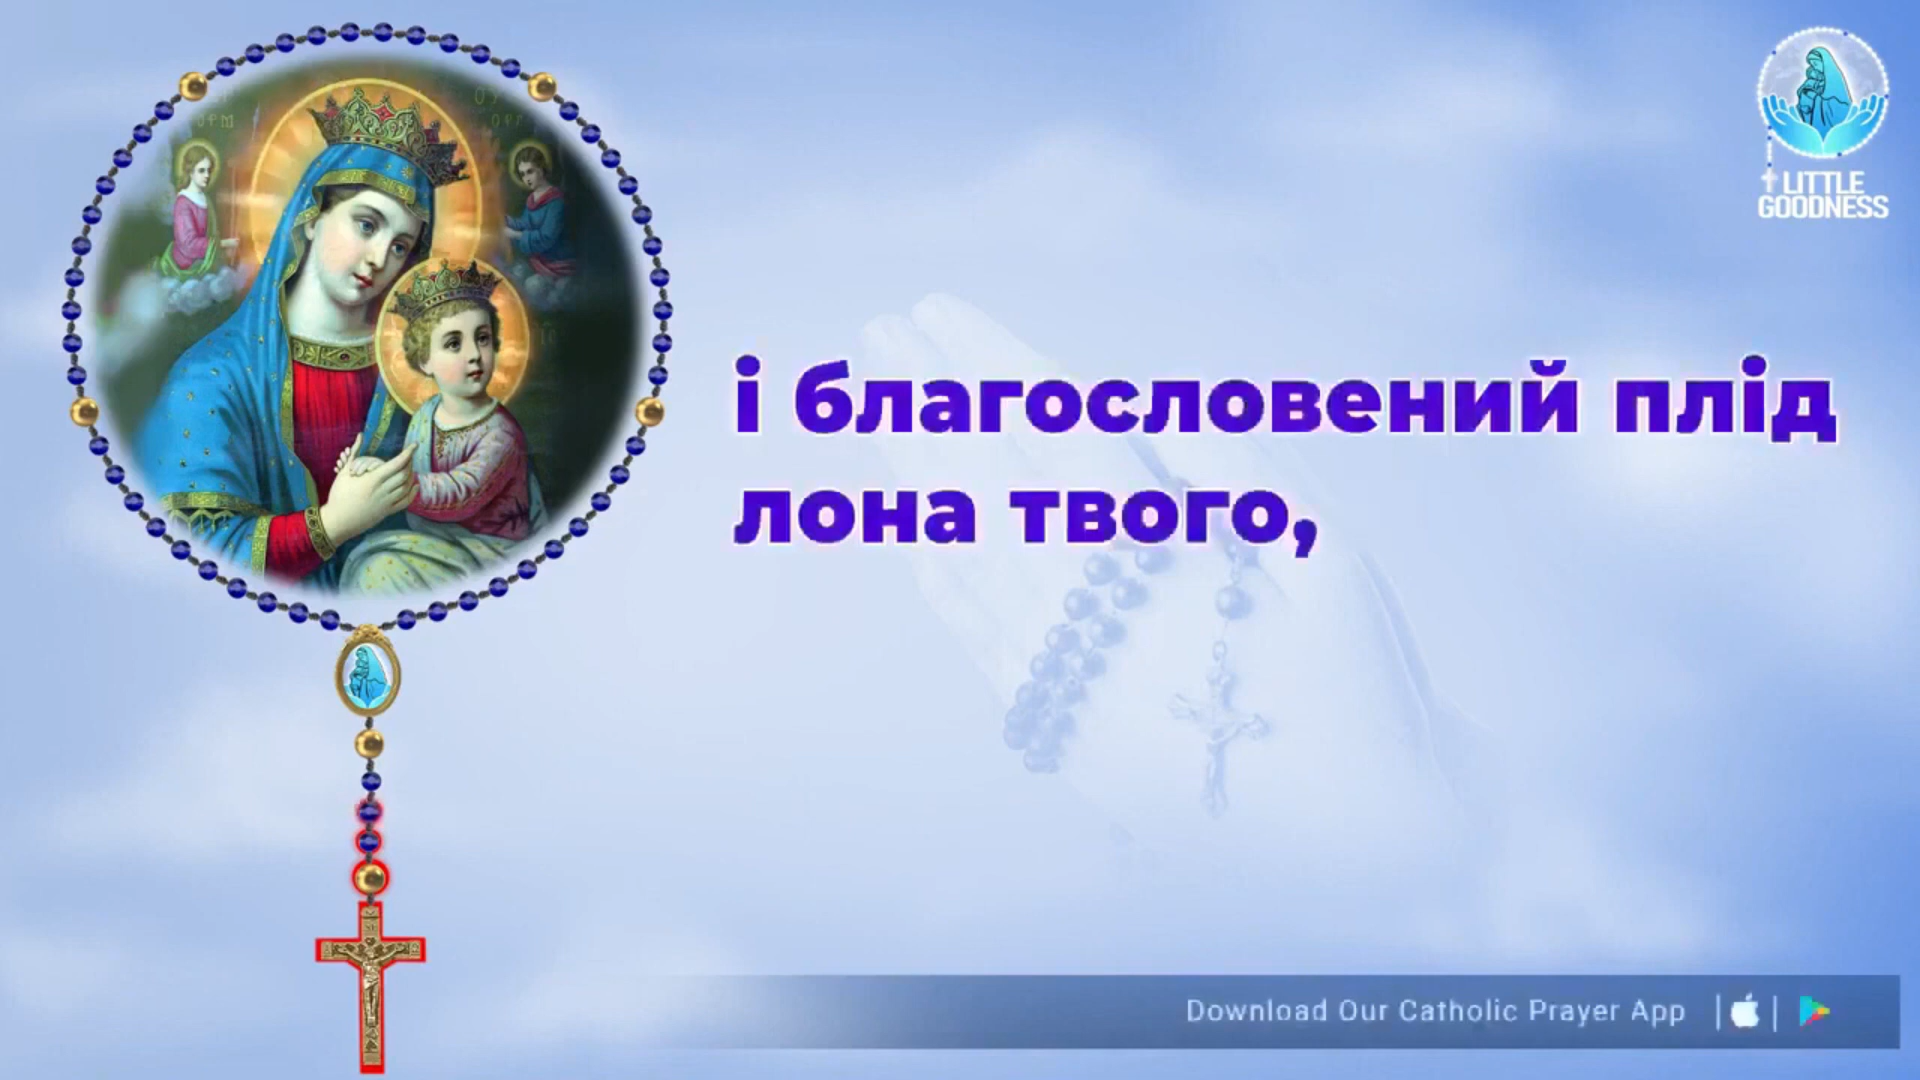 LITTLE
GOODNESS
і благословений плід
лона твого,
Download Our Catholic Prayer App